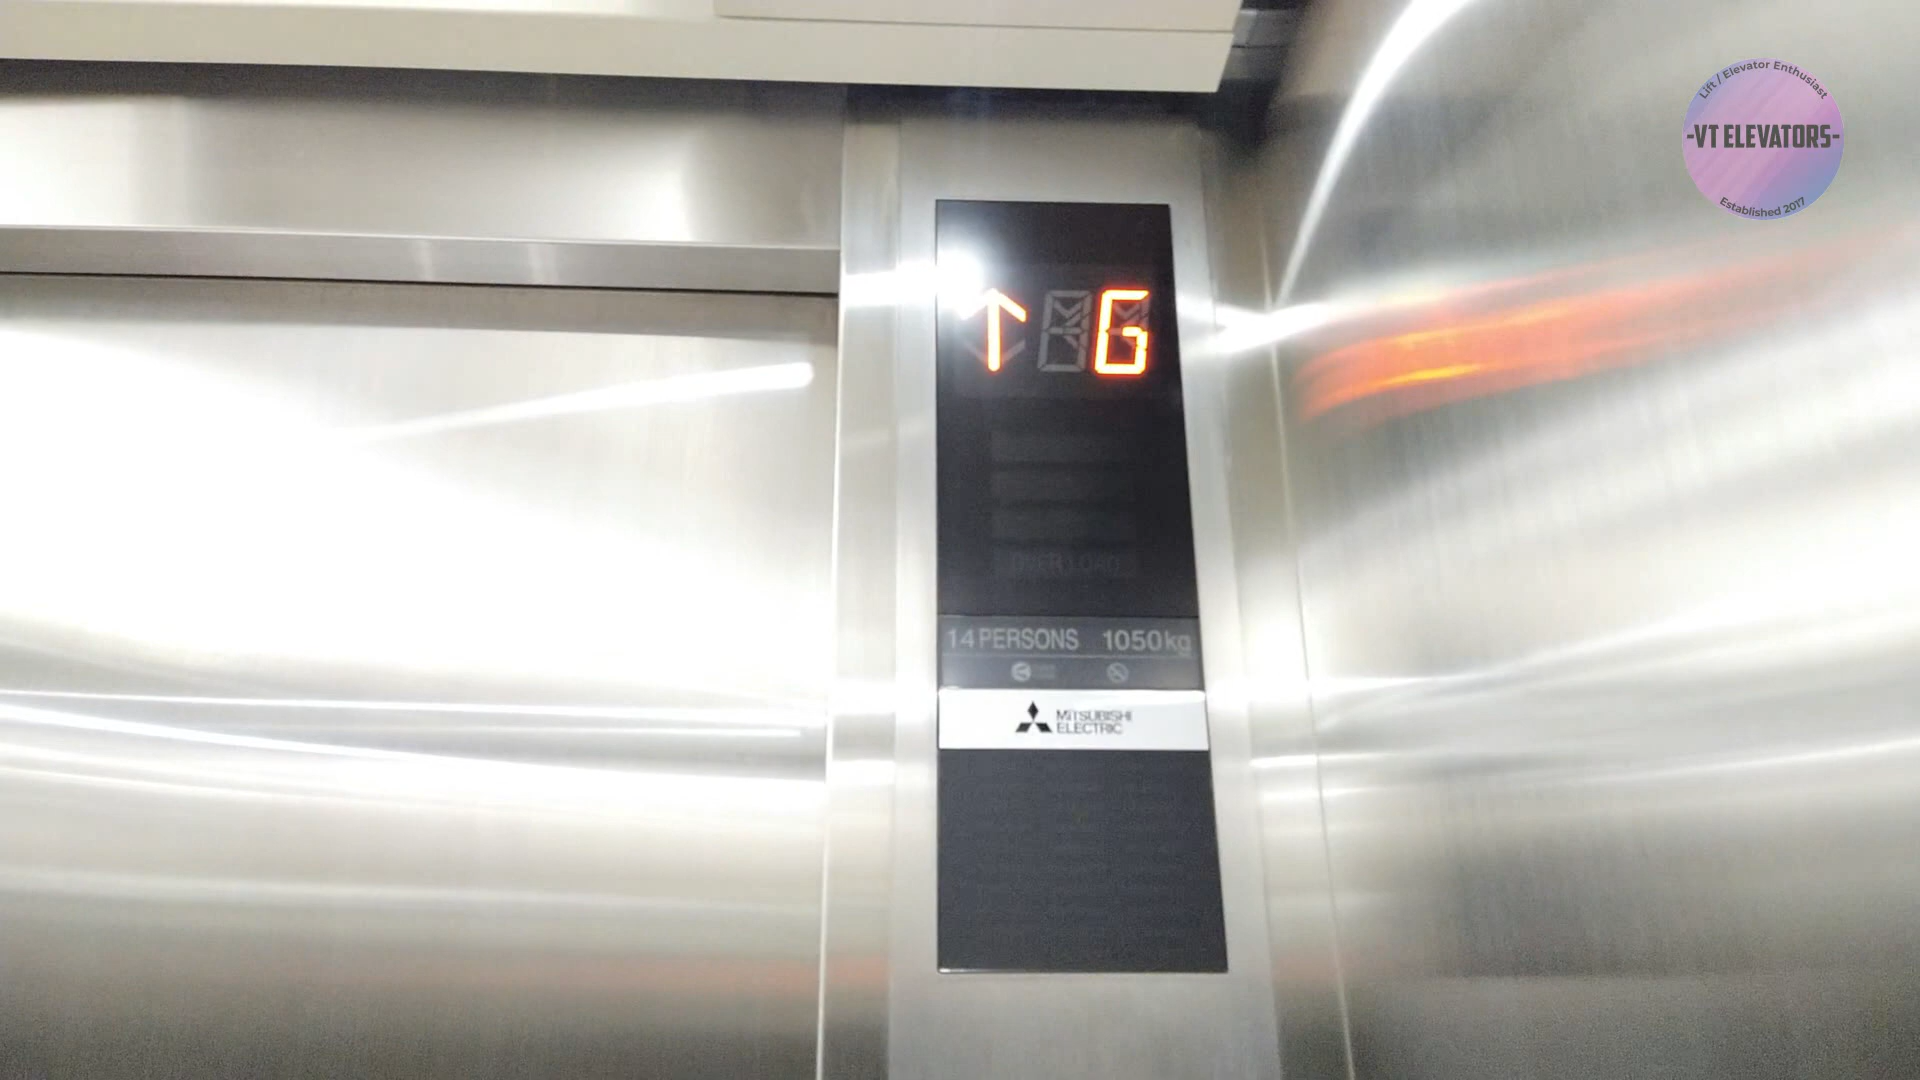 Lift / Elevator Enthusiast
-VT ELEVATORS-
Established 2017
↑ G
OVER LOAD
14 PERSONS 1050kg
MITSUBISHI
ELECTRIC